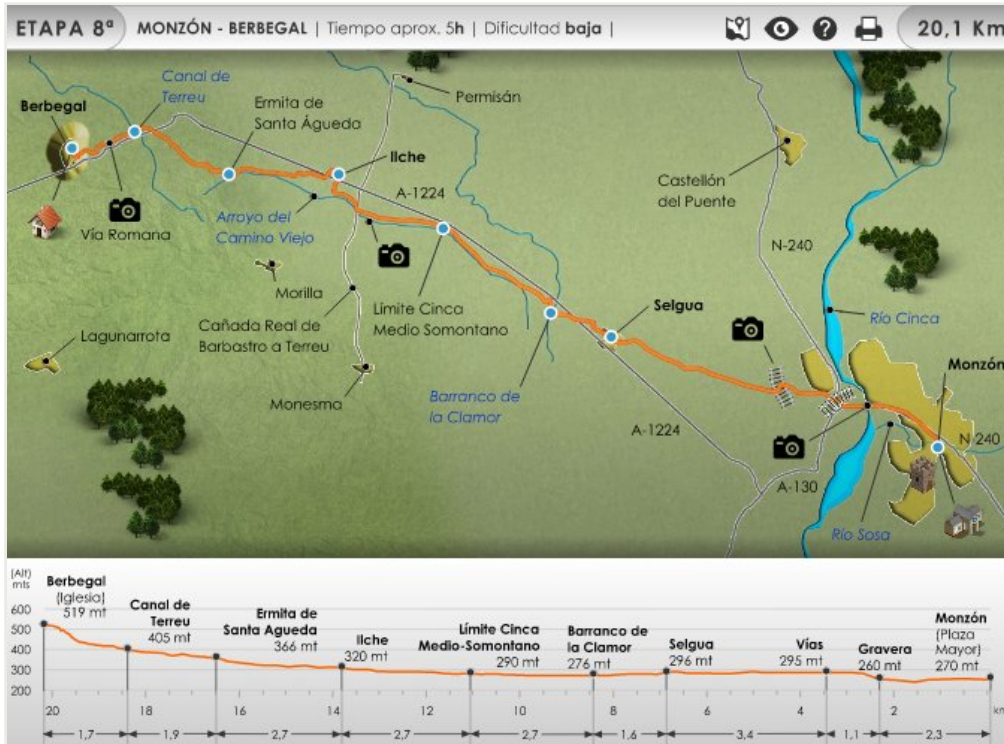 ETAPA 8ª
MONZÓN - BERBEGAL | Tiempo aprox. 5h | Dificultad baja |
?
20,1 Km
Canal de
Terreu
Berbegal
Ermita de
Santa Águeda
Permisán
Ilche
A-1224
Castellón
del Puente
Vía Romana
Arroyo del
Camino Viejo
N-240
Morilla
Cañada Real de
Barbastro a Terreu
Límite Cinca
Medio Somontano
Selgua
Río Cinca
Lagunarrota
Monesma
Barranco de
la Clamor
Monzón
A-1224
N-240
A-130
Río Sosa
(Alt)
mts
600
500
400
300
200
Berbegal
(Iglesia)
519 mt
Canal de
Terreu
405 mt
Ermita de
Santa Agueda
366 mt
Ilche
320 mt
Límite Cinca
Medio-Somontano
290 mt
Barranco de
la Clamor
276 mt
Selgua
296 mt
Vías
295 mt
Gravera
260 mt
Monzón
(Plaza
Mayor)
270 mt
20 18 16 14 12 10 8 6 4 2 km
1,7 1,9 2,7 2,7 2,7 1,6 3,4 1,1 2,3